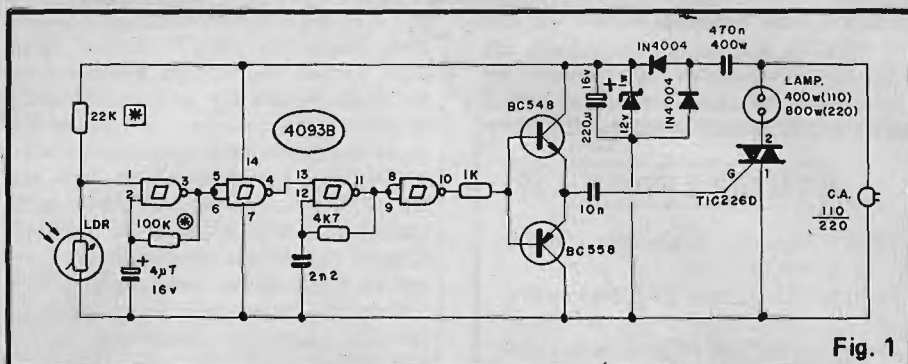 470n
400w
1N4004
LAMP.
400w(110)
800w(220)
BC548
16v
+
220µ
1w
12v
1N4004
22K *
4093B
14
2
G
1
TIC226D
C.A.
110
220
1
2
3
5
6
4
13
12
11
8
9
10
1K
10n
7
100K *
4K7
LDR
+
4µ7
16v
2n2
BC558
Fig. 1